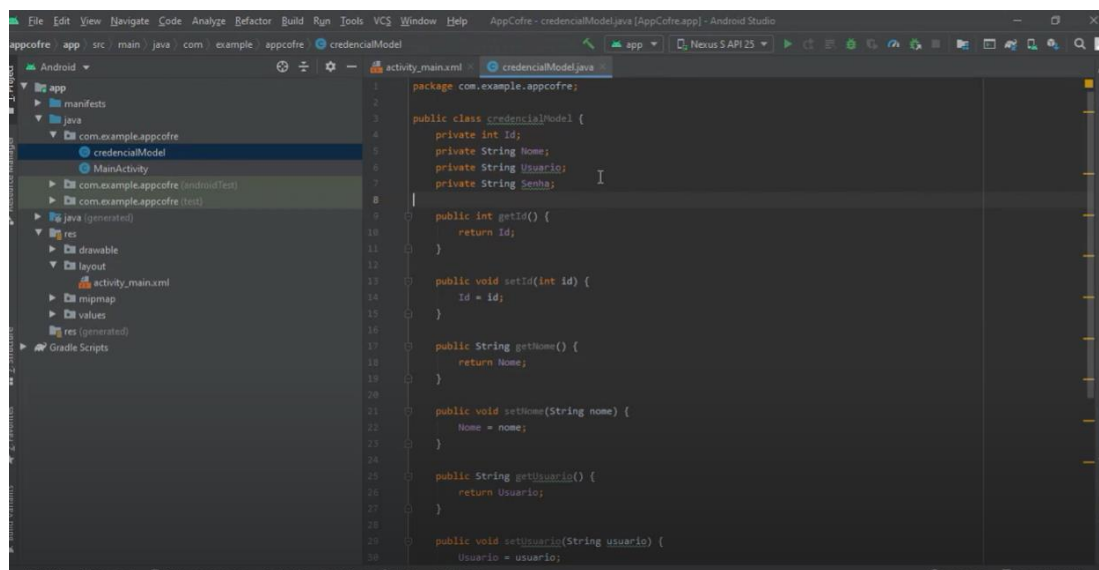 File Edit View Navigate Code Analyze Refactor Build Run Tools VCS Window Help AppCofre - credencialModel.java [AppCofre.app] - Android Studio
appcofre app src main java com example appcofre credencialModel app Nexus S API 25
Android activity_main.xml credencialModel.java
app
manifests
java
com.example.appcofre
credencialModel
MainActivity
com.example.appcofre (androidTest)
com.example.appcofre (test)
java (generated)
res
drawable
layout
activity_main.xml
mipmap
values
res (generated)
Gradle Scripts
1 package com.example.appcofre;
2
3 public class credencialModel {
4 private int Id;
5 private String Nome;
6 private String Usuario;
7 private String Senha;
8
9 public int getId() {
10 return Id;
11 }
12
13 public void setId(int id) {
14 Id = id;
15 }
16
17 public String getNome() {
18 return Nome;
19 }
20
21 public void setNome(String nome) {
22 Nome = nome;
23 }
24
25 public String getUsuario() {
26 return Usuario;
27 }
28
29 public void setUsuario(String usuario) {
30 Usuario = usuario;